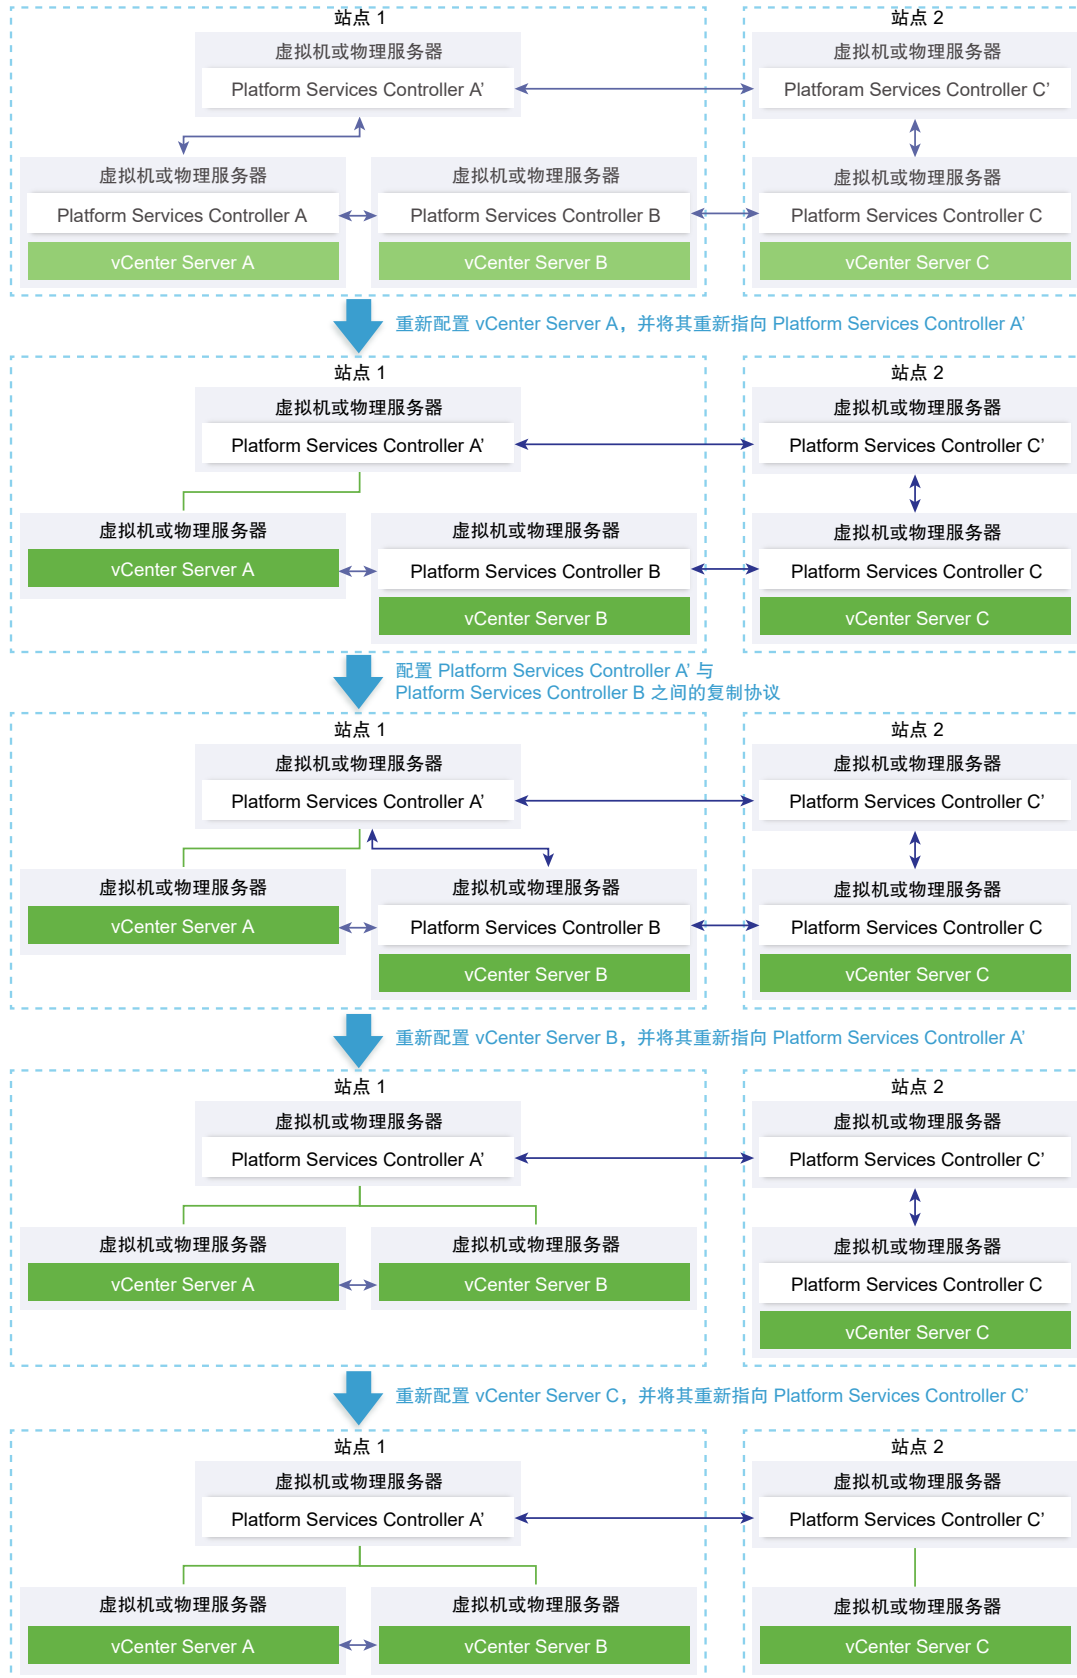 站点 1
站点 2
虚拟机或物理服务器
虚拟机或物理服务器
Platform Services Controller A’
Platforam Services Controller C’
虚拟机或物理服务器
虚拟机或物理服务器
虚拟机或物理服务器
Platform Services Controller A
Platform Services Controller B
Platform Services Controller C
vCenter Server A
vCenter Server B
vCenter Server C
重新配置 vCenter Server A，并将其重新指向 Platform Services Controller A’
站点 1
站点 2
虚拟机或物理服务器
虚拟机或物理服务器
Platform Services Controller A’
Platform Services Controller C’
虚拟机或物理服务器
虚拟机或物理服务器
虚拟机或物理服务器
vCenter Server A
Platform Services Controller B
Platform Services Controller C
vCenter Server B
vCenter Server C
配置 Platform Services Controller A’ 与
Platform Services Controller B 之间的复制协议
站点 1
站点 2
虚拟机或物理服务器
虚拟机或物理服务器
Platform Services Controller A’
Platform Services Controller C’
虚拟机或物理服务器
虚拟机或物理服务器
虚拟机或物理服务器
vCenter Server A
Platform Services Controller B
Platform Services Controller C
vCenter Server B
vCenter Server C
重新配置 vCenter Server B，并将其重新指向 Platform Services Controller A’
站点 1
站点 2
虚拟机或物理服务器
虚拟机或物理服务器
Platform Services Controller A’
Platform Services Controller C’
虚拟机或物理服务器
虚拟机或物理服务器
虚拟机或物理服务器
vCenter Server A
vCenter Server B
Platform Services Controller C
vCenter Server C
重新配置 vCenter Server C，并将其重新指向 Platform Services Controller C’
站点 1
站点 2
虚拟机或物理服务器
虚拟机或物理服务器
Platform Services Controller A’
Platform Services Controller C’
虚拟机或物理服务器
虚拟机或物理服务器
虚拟机或物理服务器
vCenter Server A
vCenter Server B
vCenter Server C